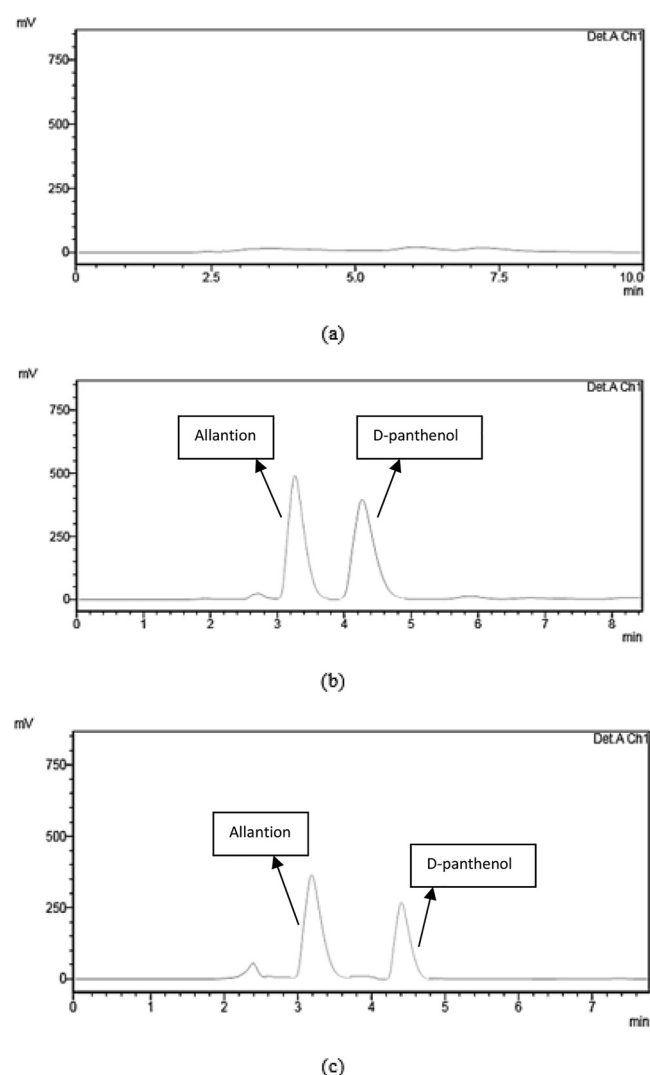 mV
Det.A Ch1
750
500
250
0
0 2.5 5.0 7.5 10.0
min
(a)
mV
Det.A Ch1
750
Allantion D-panthenol
500
250
0
0 1 2 3 4 5 6 7 8
min
(b)
mV
Det.A Ch1
750
Allantion
500
D-panthenol
250
0
0 1 2 3 4 5 6 7
min
(c)